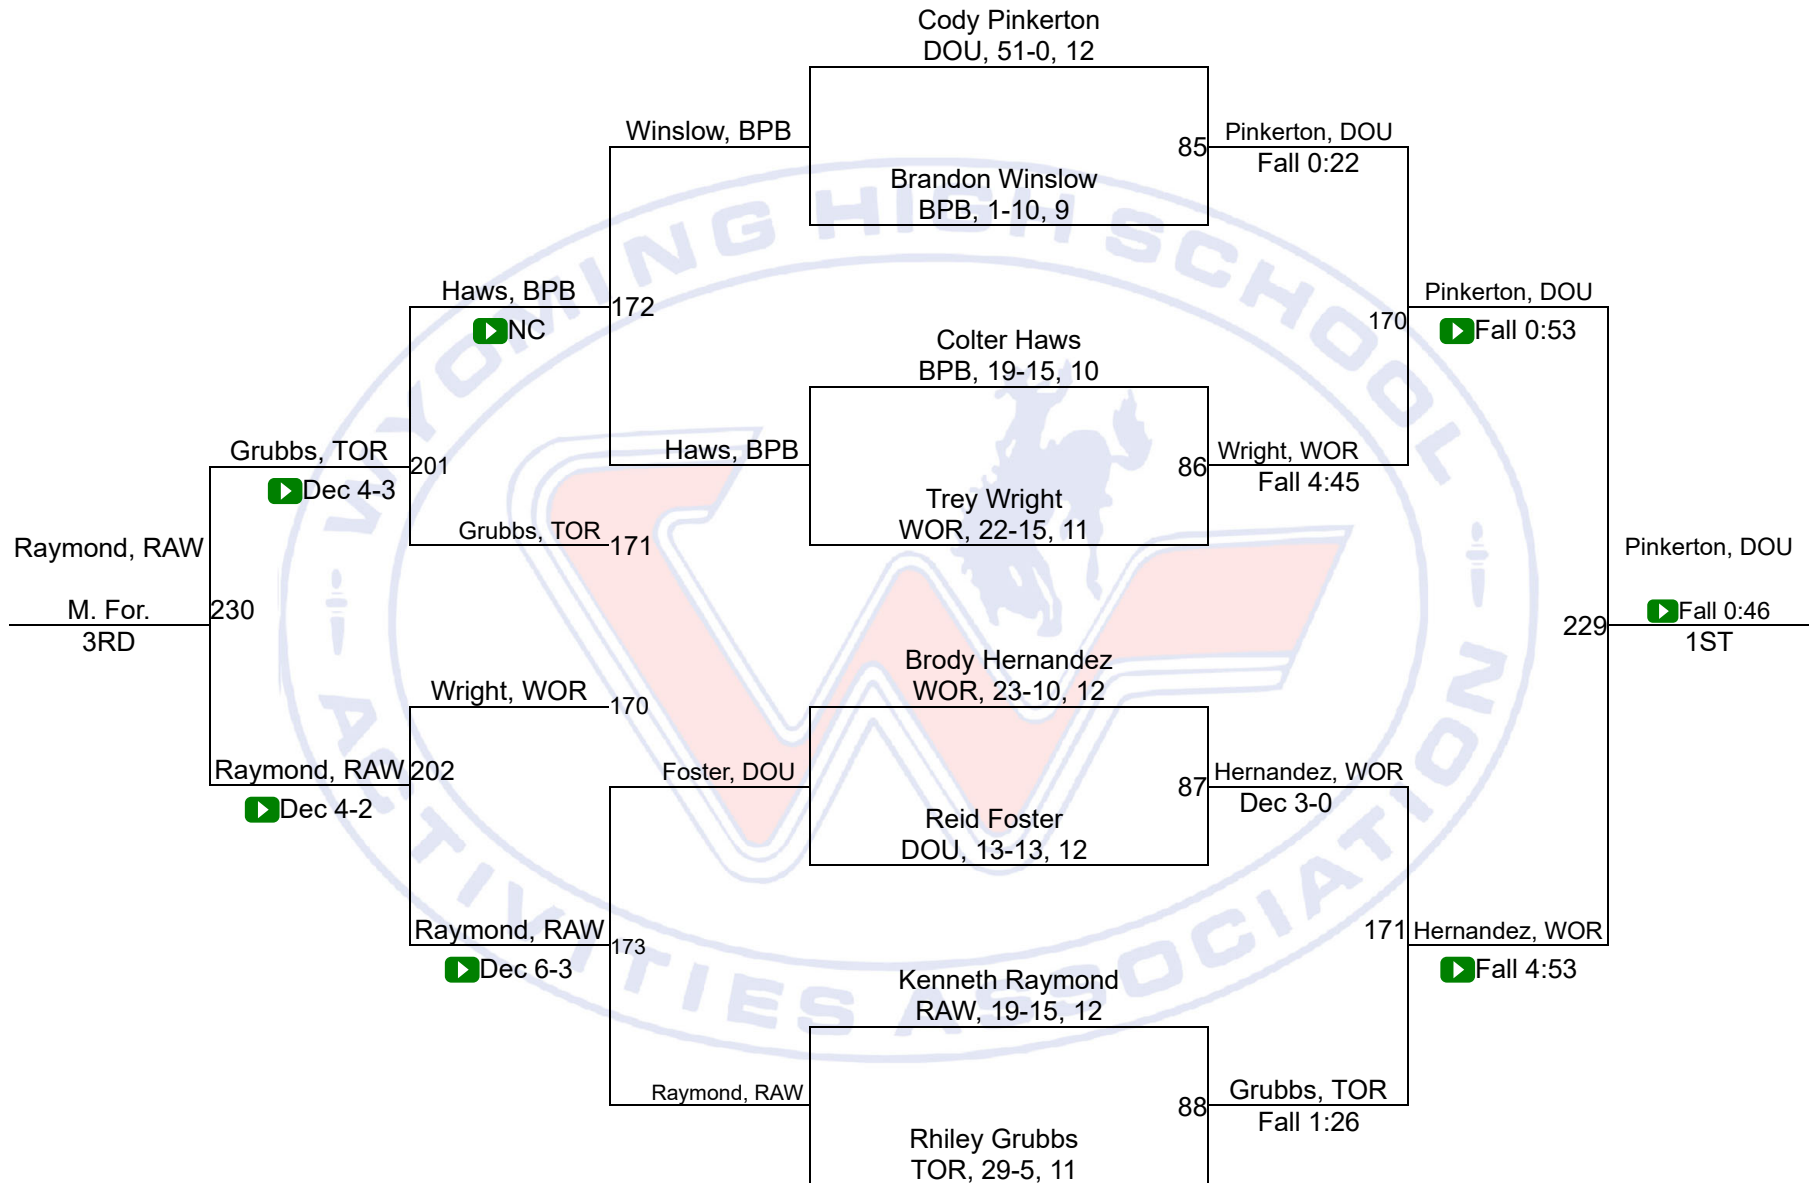 Cody Pinkerton
DOU, 51-0, 12
Winslow, BPB
85
Pinkerton, DOU
Fall 0:22
Brandon Winslow
BPB, 1-10, 9
Haws, BPB
172
NC
Pinkerton, DOU
170
Fall 0:53
Colter Haws
BPB, 19-15, 10
Grubbs, TOR
201
Dec 4-3
Haws, BPB
86
Wright, WOR
Fall 4:45
Trey Wright
WOR, 22-15, 11
Grubbs, TOR
171
Raymond, RAW
M. For.
230
3RD
Pinkerton, DOU
229
Fall 0:46
1ST
Brody Hernandez
WOR, 23-10, 12
Wright, WOR
170
Raymond, RAW
202
Dec 4-2
Foster, DOU
87
Hernandez, WOR
Dec 3-0
Reid Foster
DOU, 13-13, 12
Raymond, RAW
173
Dec 6-3
171
Hernandez, WOR
Fall 4:53
Kenneth Raymond
RAW, 19-15, 12
Raymond, RAW
88
Grubbs, TOR
Fall 1:26
Rhiley Grubbs
TOR, 29-5, 11
WYOMING HIGH SCHOOL
ACTIVITIES ASSOCIATION